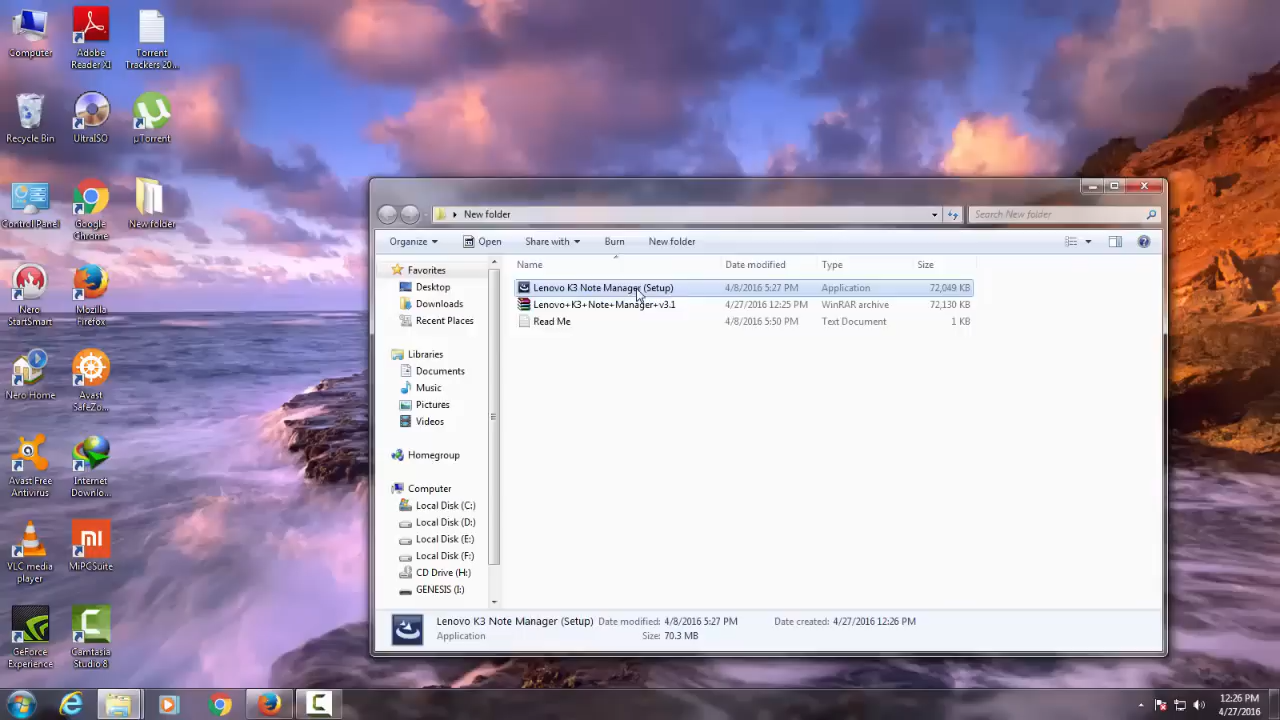 Computer
Adobe
Reader XI
Torrent
Trackers 20...
Recycle Bin
UltraISO
µTorrent
Control Panel
Google
Chrome
New folder
Nero
StartSmart
Mozilla
Firefox
Nero Home
Avast
SafeZo...
Avast Free
Antivirus
Internet
Downlo...
VLC media
player
MiPCSuite
GeForce
Experience
Camtasia
Studio 8
New folder
Search New folder
Organize
Open
Share with
Burn
New folder
Name
Date modified
Type
Size
Lenovo K3 Note Manager (Setup)
4/8/2016 5:27 PM
Application
72,049 KB
Lenovo+K3+Note+Manager+v3.1
4/27/2016 12:25 PM
WinRAR archive
72,130 KB
Read Me
4/8/2016 5:50 PM
Text Document
1 KB
Favorites
Desktop
Downloads
Recent Places
Libraries
Documents
Music
Pictures
Videos
Homegroup
Computer
Local Disk (C:)
Local Disk (D:)
Local Disk (E:)
Local Disk (F:)
CD Drive (H:)
GENESIS (I:)
Lenovo K3 Note Manager (Setup)
Date modified: 4/8/2016 5:27 PM
Date created: 4/27/2016 12:26 PM
Application
Size: 70.3 MB
12:26 PM
4/27/2016